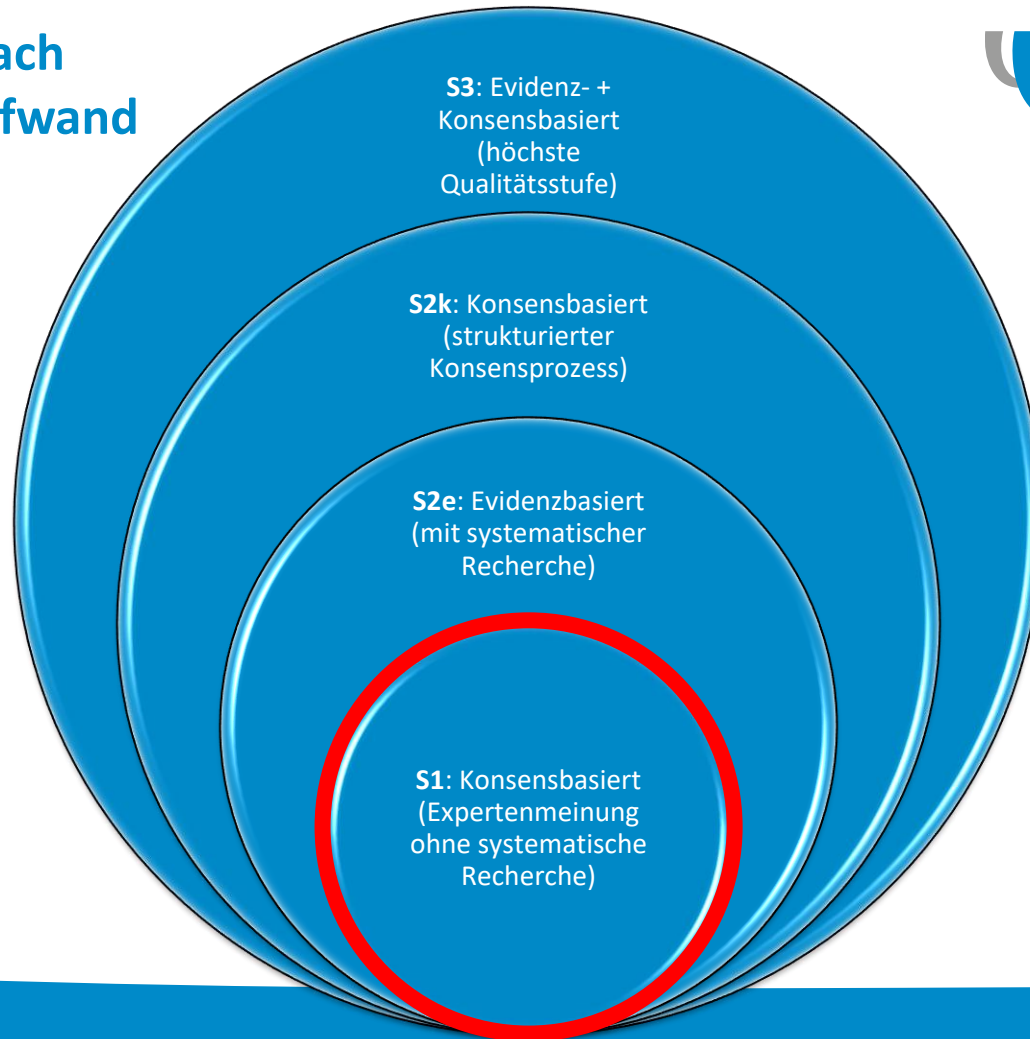 ach
fwand
S3: Evidenz- +
Konsensbasiert
(höchste
Qualitätsstufe)
S2k: Konsensbasiert
(strukturierter
Konsensprozess)
S2e: Evidenzbasiert
(mit systematischer
Recherche)
S1: Konsensbasiert
(Expertenmeinung
ohne systematische
Recherche)